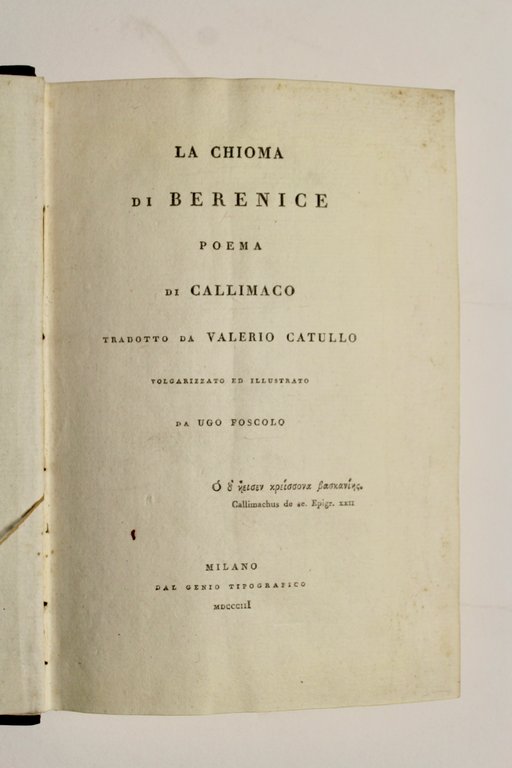 LA CHIOMA
DI BERENICE
POEMA
DI CALLIMACO
TRADOTTO DA VALERIO CATULLO
VOLGARIZZATO ED ILLUSTRATO
DA UGO FOSCOLO
Ὁ δ' ἤεισεν κρείσσονα βασκανίης.
Callimachus de se. Epigr. XXII
MILANO
DAL GENIO TIPOGRAFICO
MDCCCIII